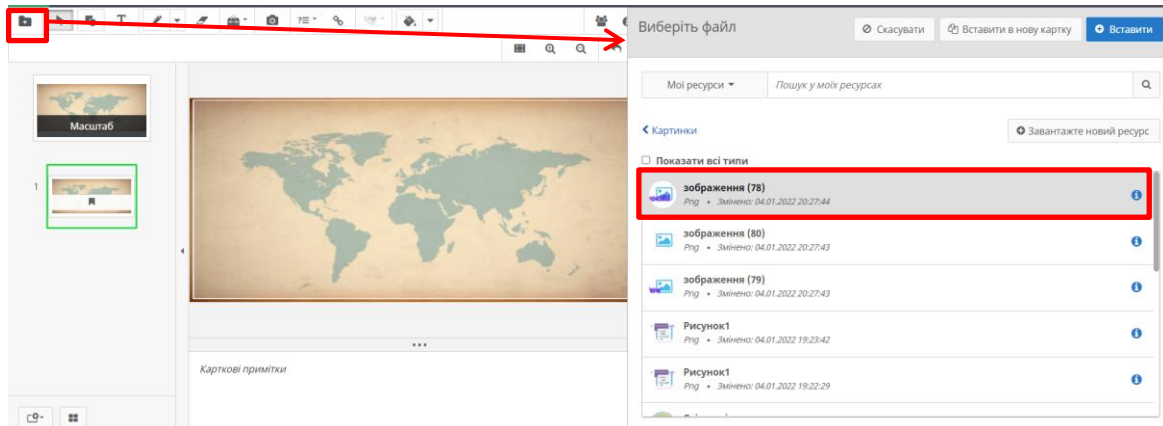 T
Масштаб
1
Карткові примітки
Виберіть файл
Скасувати
Вставити в нову картку
Вставити
Мої ресурси
Пошук у моїх ресурсах
Картинки
Завантажте новий ресурс
Показати всі типи
зображення (78)
Png • Змінено: 04.01.2022 20:27:44
зображення (80)
Png • Змінено: 04.01.2022 20:27:43
зображення (79)
Png • Змінено: 04.01.2022 20:27:43
Рисунок1
Png • Змінено: 04.01.2022 19:23:42
Рисунок1
Png • Змінено: 04.01.2022 19:22:29